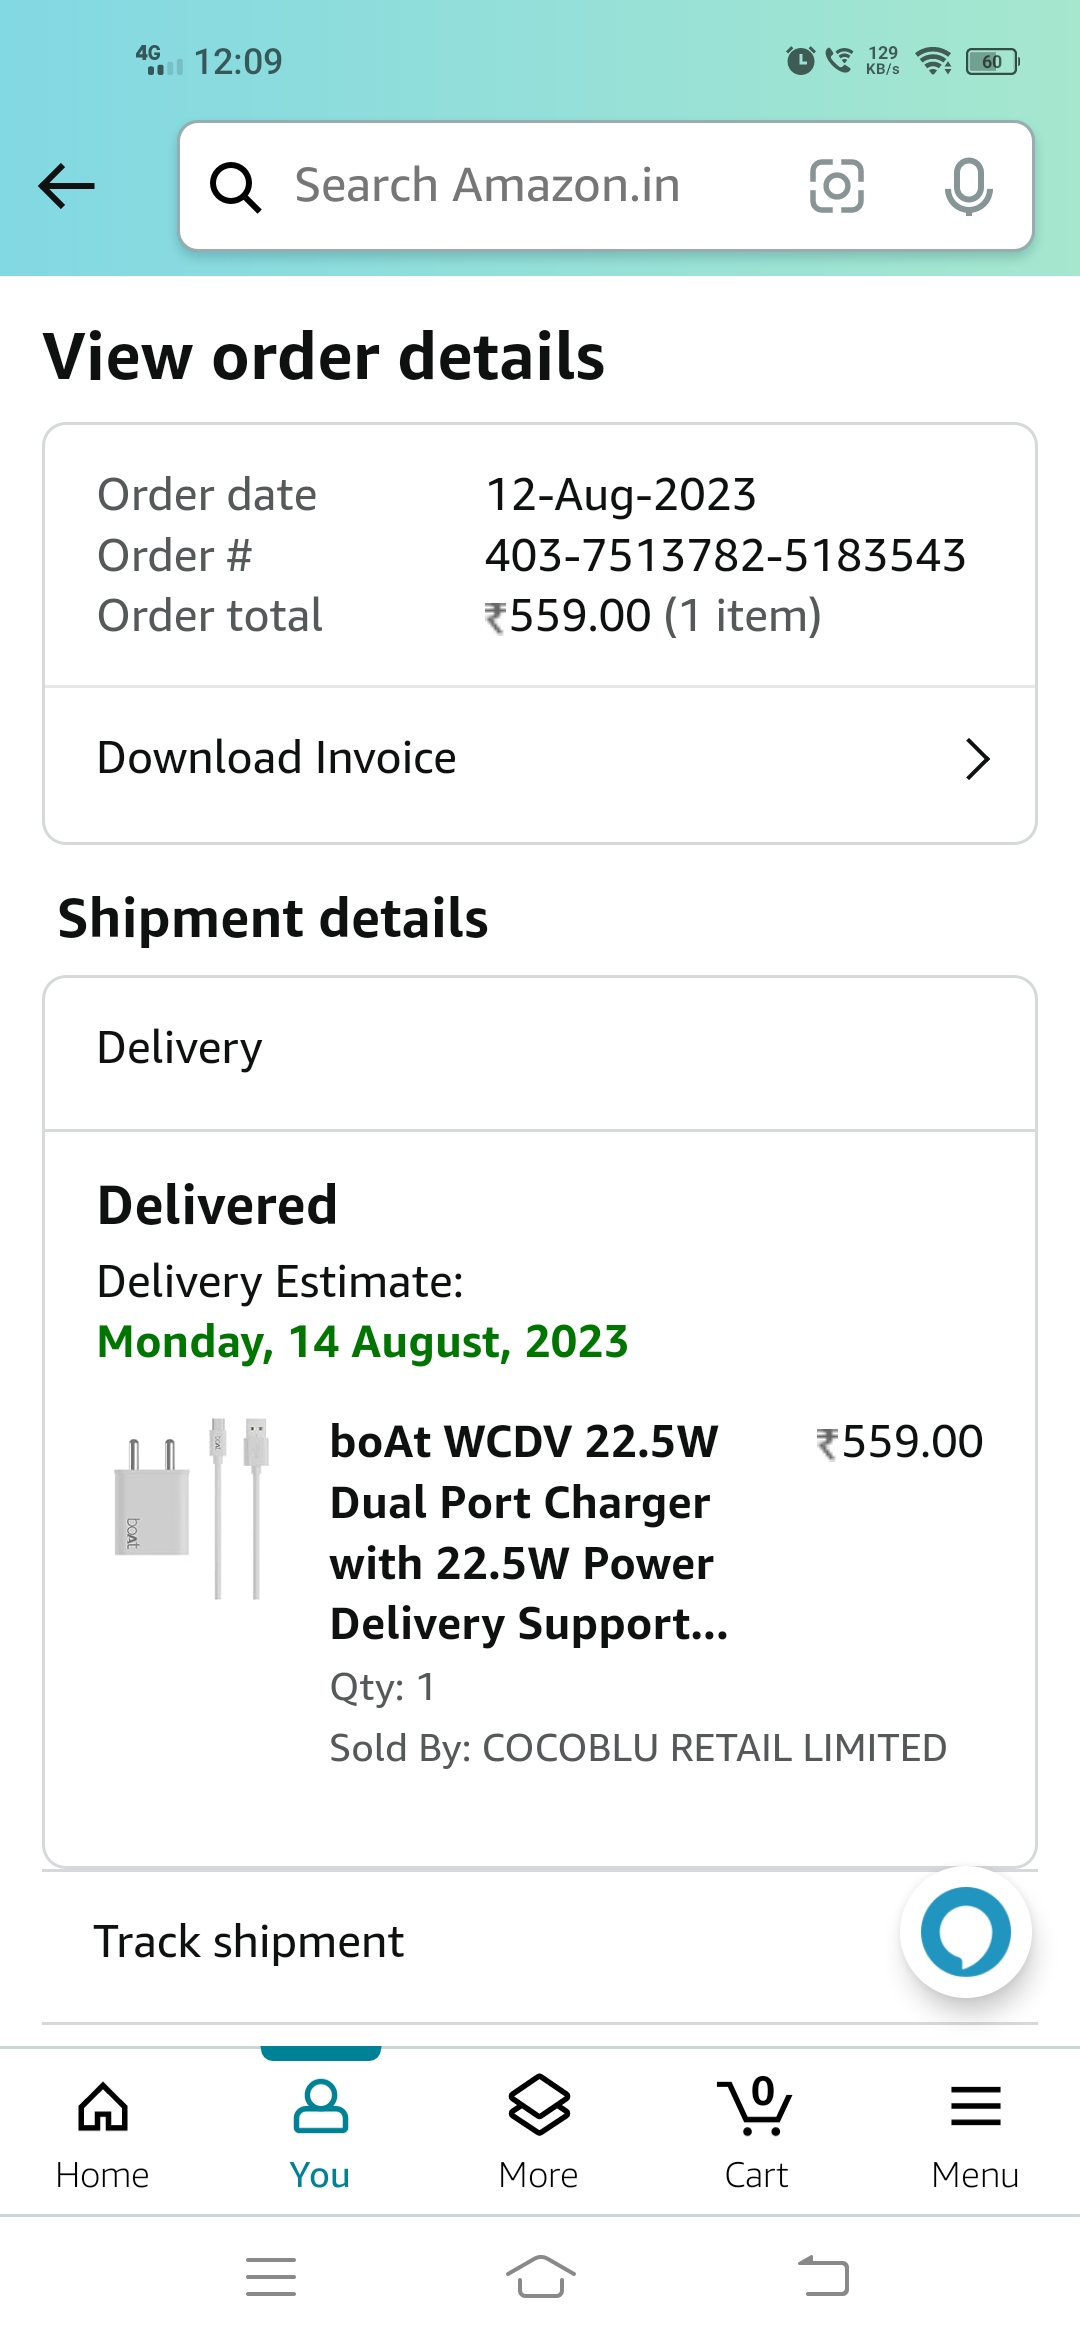 4G 12:09 129 KB/s 60
Search Amazon.in
View order details
Order date 12-Aug-2023
Order # 403-7513782-5183543
Order total ₹559.00 (1 item)
Download Invoice
Shipment details
Delivery
Delivered
Delivery Estimate:
Monday, 14 August, 2023
boAt WCDV 22.5W ₹559.00
Dual Port Charger
with 22.5W Power
Delivery Support...
Qty: 1
Sold By: COCOBLU RETAIL LIMITED
boAt
boAt
Track shipment
0
Home You More Cart Menu